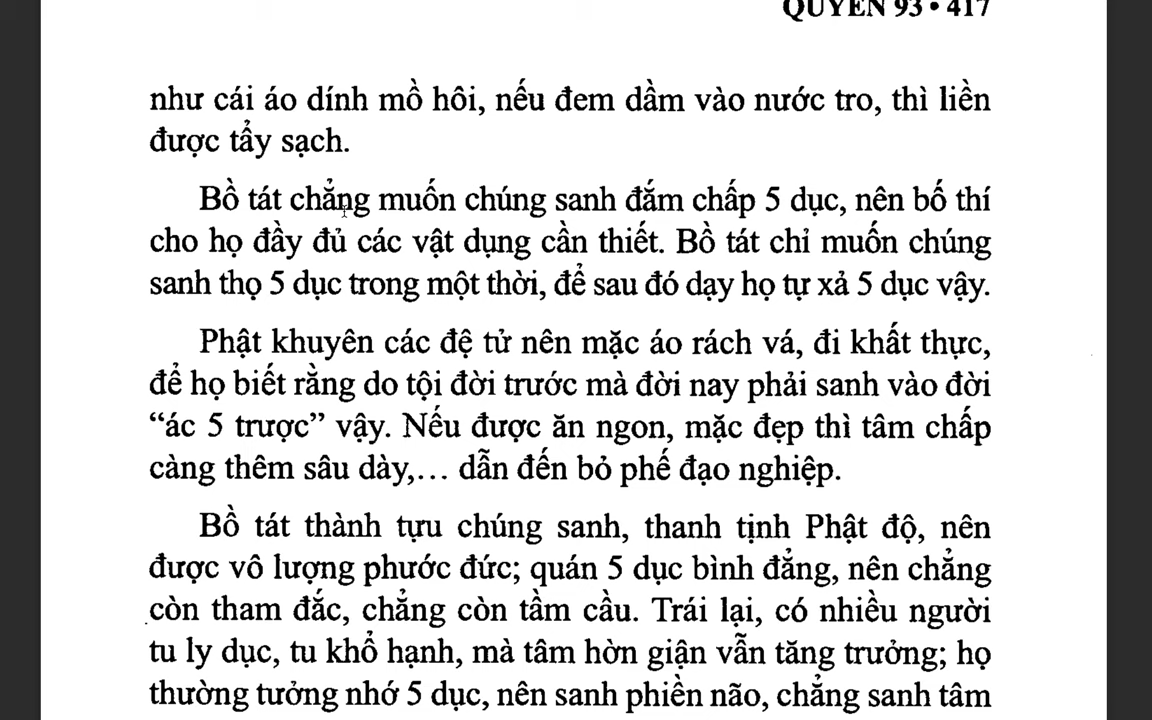 QUYỂN 93 • 417
như cái áo dính mồ hôi, nếu đem dầm vào nước tro, thì liền
được tẩy sạch.
Bồ tát chẳng muốn chúng sanh đắm chấp 5 dục, nên bố thí
cho họ đầy đủ các vật dụng cần thiết. Bồ tát chỉ muốn chúng
sanh thọ 5 dục trong một thời, để sau đó dạy họ tự xả 5 dục vậy.
Phật khuyên các đệ tử nên mặc áo rách vá, đi khất thực,
để họ biết rằng do tội đời trước mà đời nay phải sanh vào đời
“ác 5 trược” vậy. Nếu được ăn ngon, mặc đẹp thì tâm chấp
càng thêm sâu dày,... dẫn đến bỏ phế đạo nghiệp.
Bồ tát thành tựu chúng sanh, thanh tịnh Phật độ, nên
được vô lượng phước đức; quán 5 dục bình đẳng, nên chẳng
còn tham đắc, chẳng còn tầm cầu. Trái lại, có nhiều người
tu ly dục, tu khổ hạnh, mà tâm hờn giận vẫn tăng trưởng; họ
thường tưởng nhớ 5 dục, nên sanh phiền não, chẳng sanh tâm